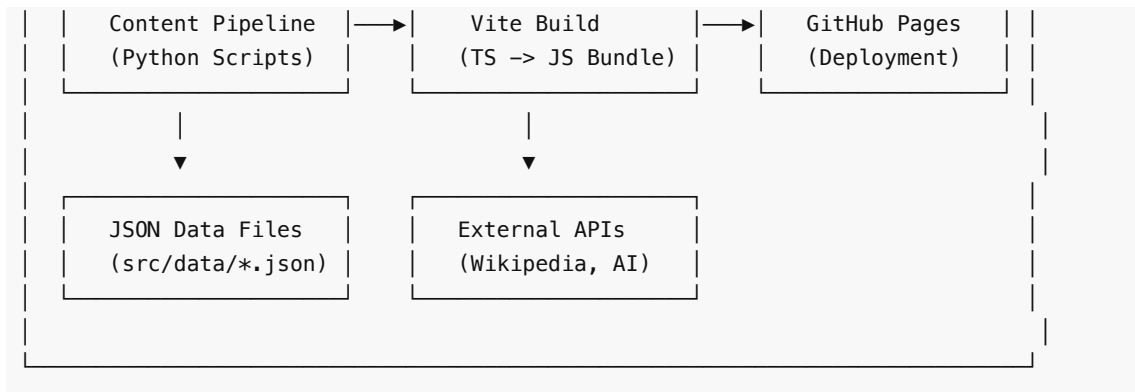 Content Pipeline Vite Build GitHub Pages
(Python Scripts) (TS -> JS Bundle) (Deployment)
JSON Data Files External APIs
(src/data/*.json) (Wikipedia, AI)